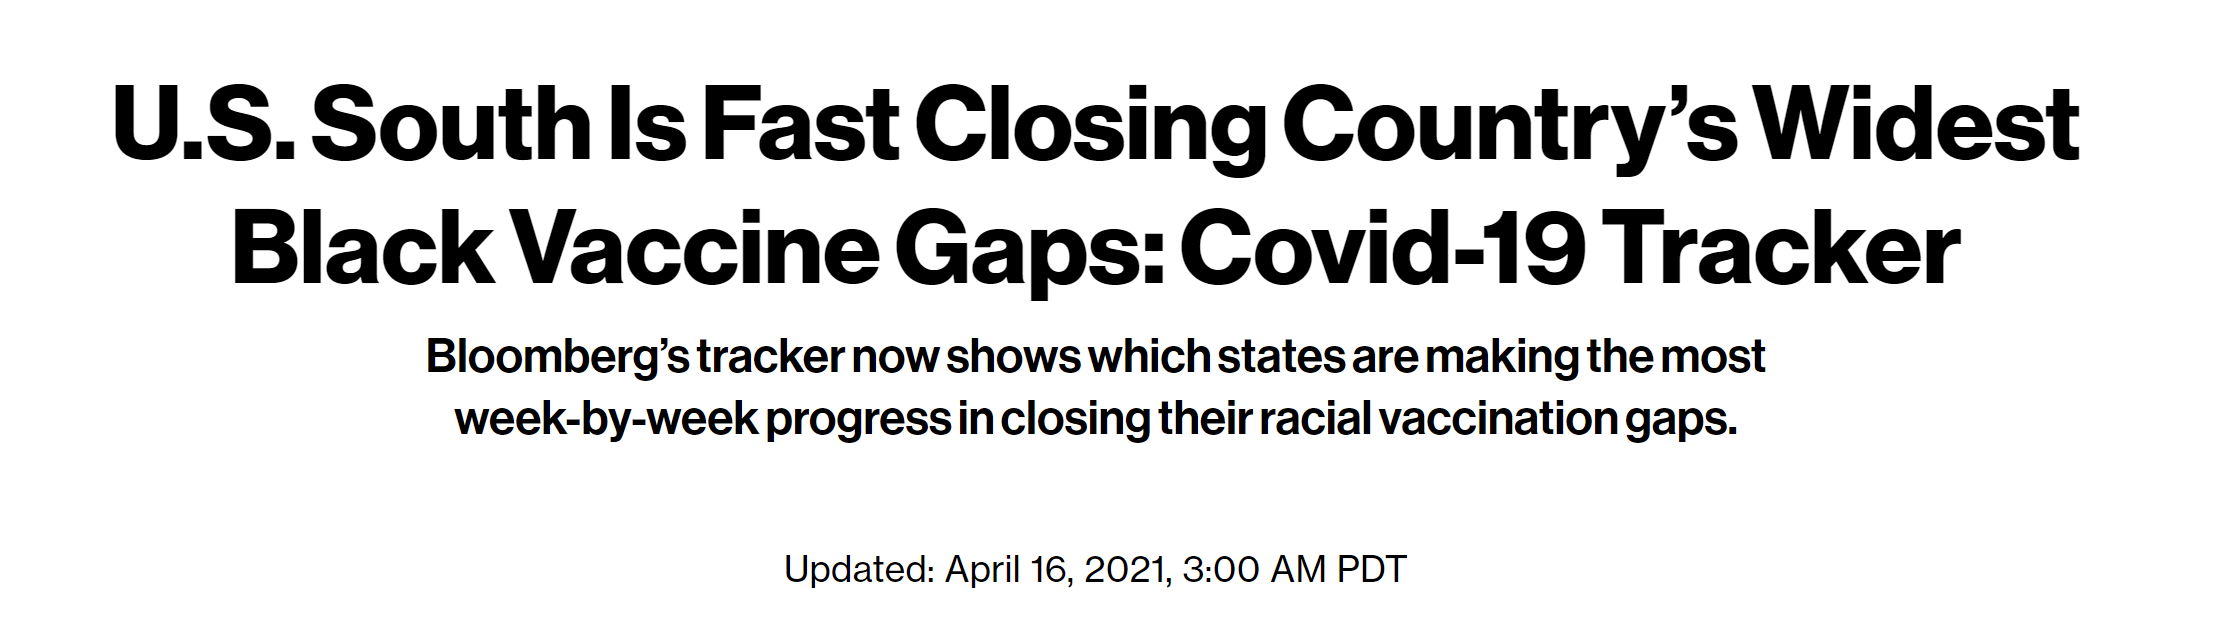 U.S. South Is Fast Closing Country’s Widest
Black Vaccine Gaps: Covid-19 Tracker
Bloomberg’s tracker now shows which states are making the most
week-by-week progress in closing their racial vaccination gaps.
Updated: April 16, 2021, 3:00 AM PDT